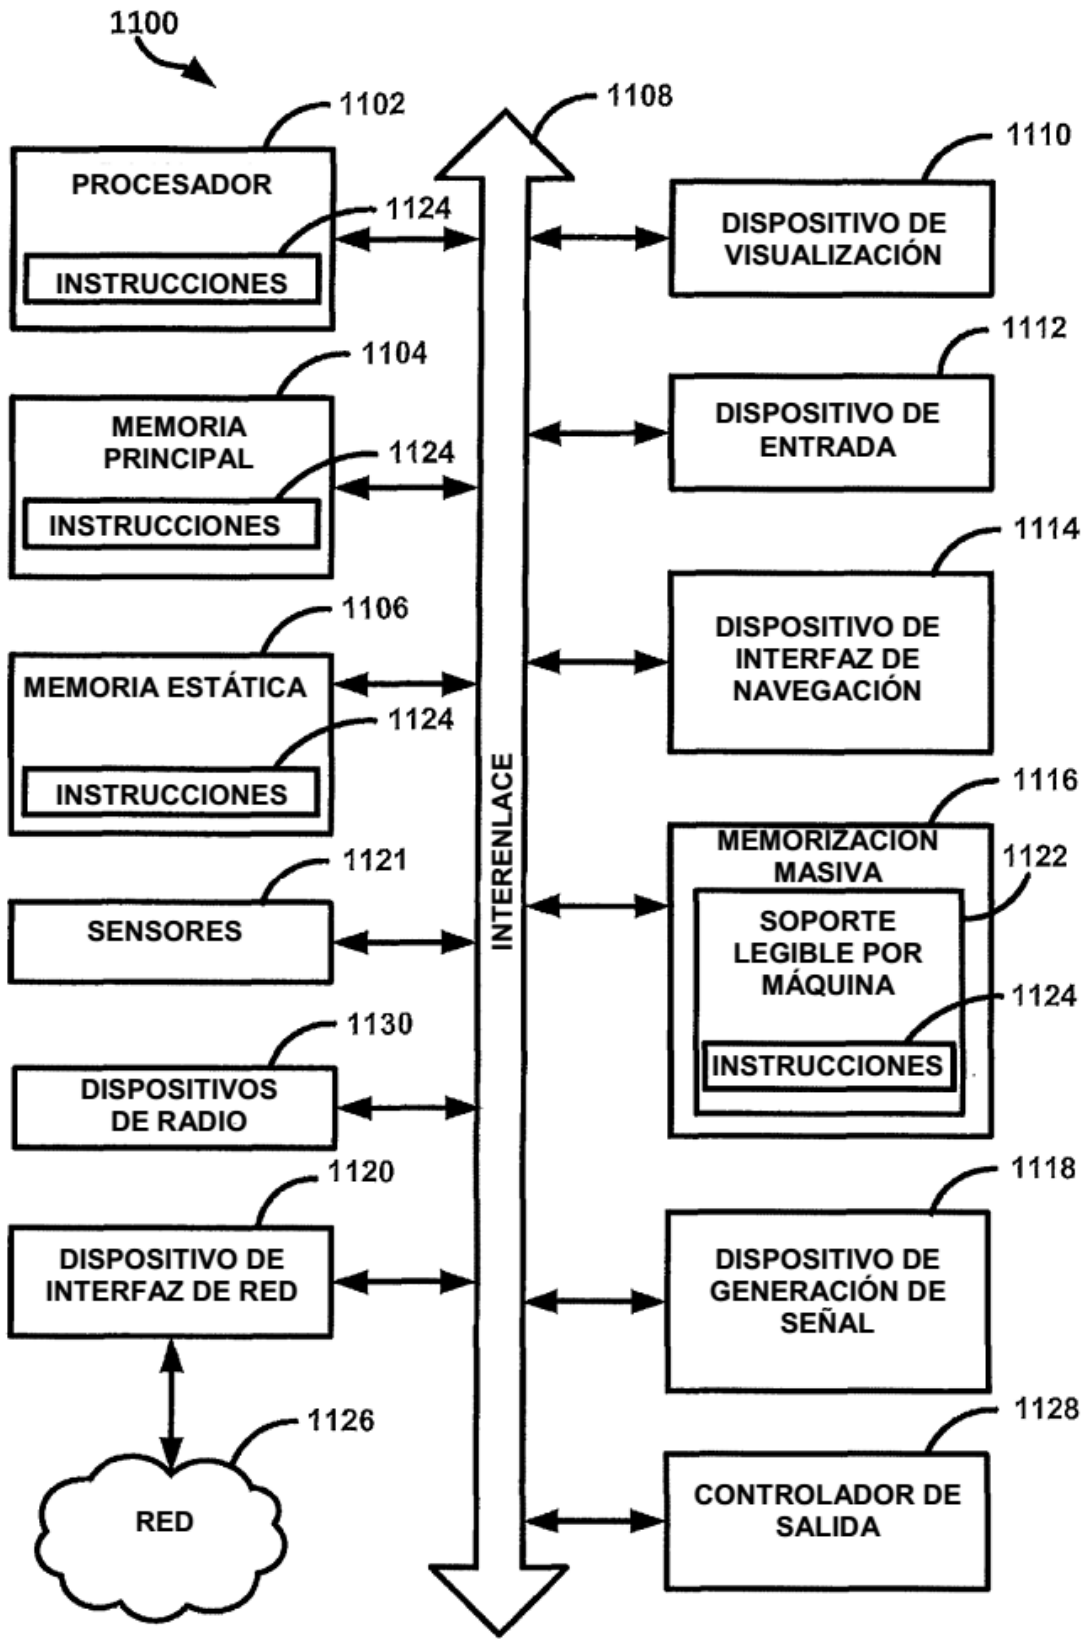 1100
1102
PROCESADOR
1124
INSTRUCCIONES
1104
MEMORIA
PRINCIPAL
1124
INSTRUCCIONES
1106
MEMORIA ESTÁTICA
1124
INSTRUCCIONES
1121
SENSORES
1130
DISPOSITIVOS
DE RADIO
1120
DISPOSITIVO DE
INTERFAZ DE RED
1126
RED
1108
INTERENLACE
1110
DISPOSITIVO DE
VISUALIZACIÓN
1112
DISPOSITIVO DE
ENTRADA
1114
DISPOSITIVO DE
INTERFAZ DE
NAVEGACIÓN
1116
MEMORIZACION
MASIVA
1122
SOPORTE
LEGIBLE POR
MÁQUINA
1124
INSTRUCCIONES
1118
DISPOSITIVO DE
GENERACIÓN DE
SEÑAL
1128
CONTROLADOR DE
SALIDA